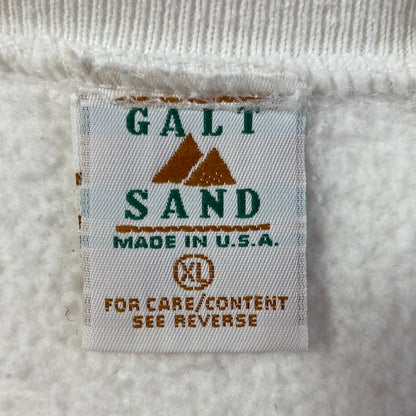 GALT
SAND
MADE IN U.S.A.
XL
FOR CARE/CONTENT
SEE REVERSE